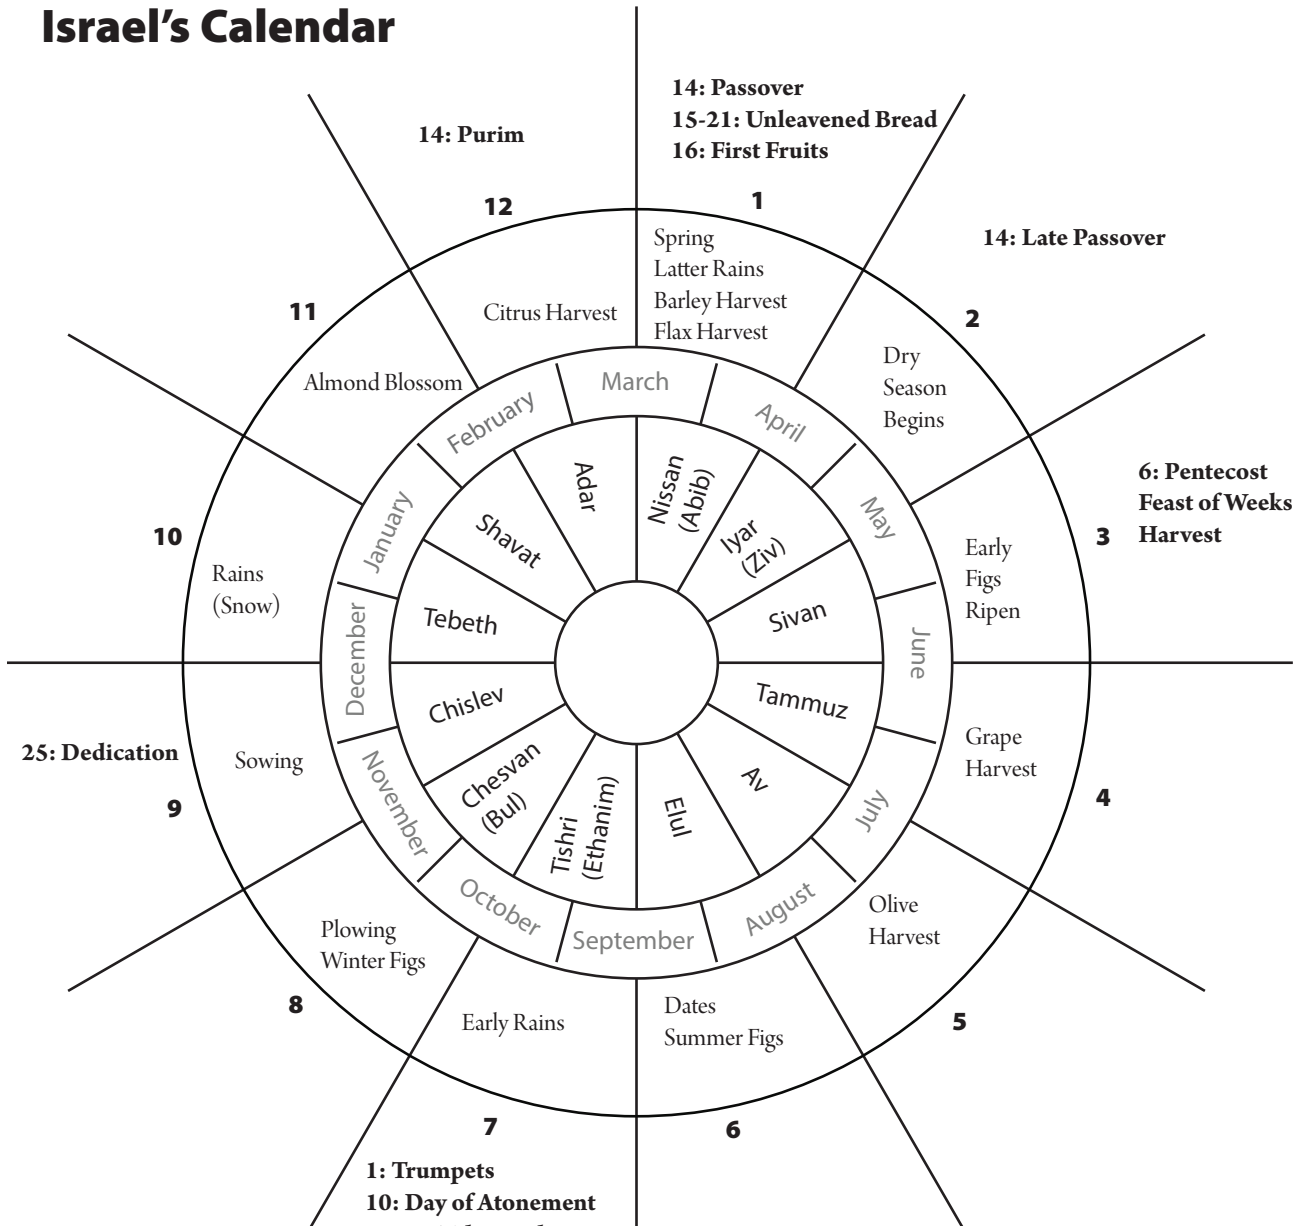 Israel's Calendar
14: Passover
15-21: Unleavened Bread
16: First Fruits
14: Purim
12
1
14: Late Passover
Spring
Latter Rains
Barley Harvest
Flax Harvest
Citrus Harvest
11
2
Dry
Season
Begins
Almond Blossom
March
February
April
6: Pentecost
Feast of Weeks
Harvest
3
10
Adar
Nissan
(Abib)
January
May
Shavat
Iyar
(Ziv)
Early
Figs
Ripen
Rains
(Snow)
Tebeth
Sivan
December
June
Chislev
Tammuz
25: Dedication
9
Sowing
Grape
Harvest
4
Chesvan
(Bul)
Av
November
July
Tishri
(Ethanim)
Elul
October
August
September
Olive
Harvest
Plowing
Winter Figs
8
5
Early Rains
Dates
Summer Figs
7
6
1: Trumpets
10: Day of Atonement